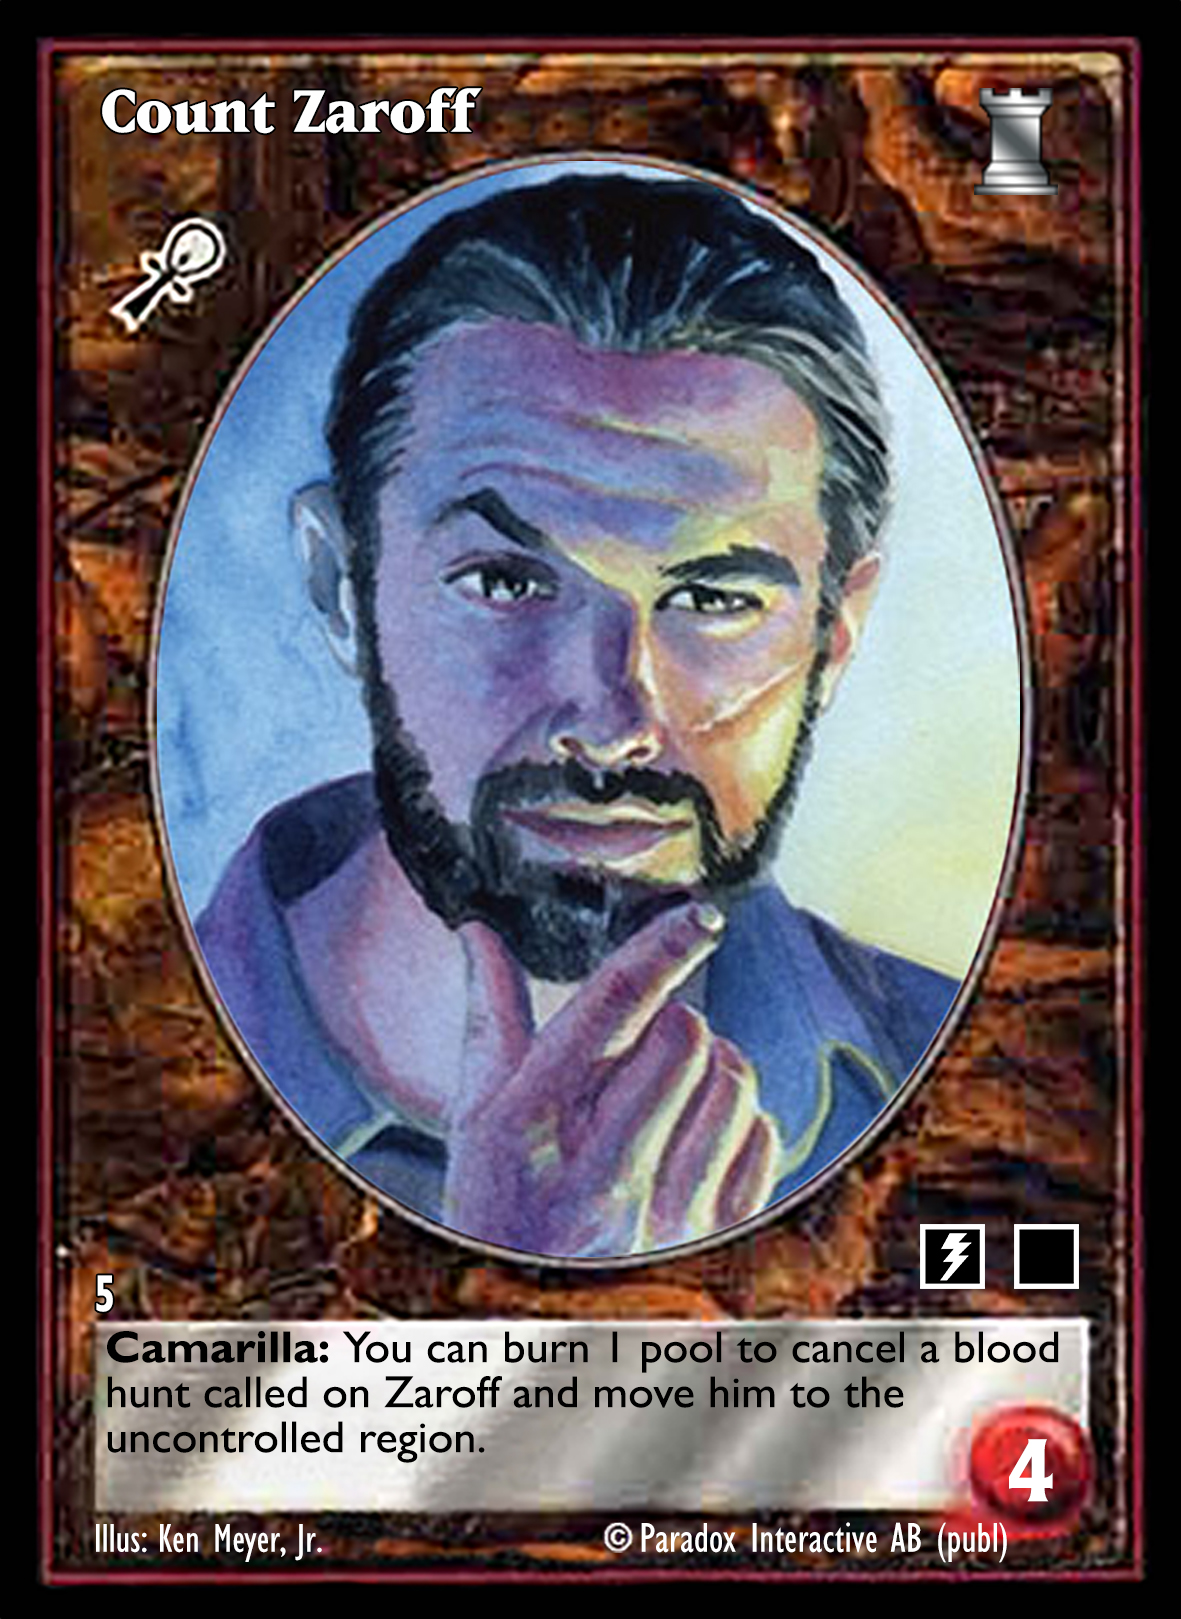 Count Zaroff
5
Camarilla: You can burn 1 pool to cancel a blood
hunt called on Zaroff and move him to the
uncontrolled region.
4
Illus: Ken Meyer, Jr.
© Paradox Interactive AB (publ)